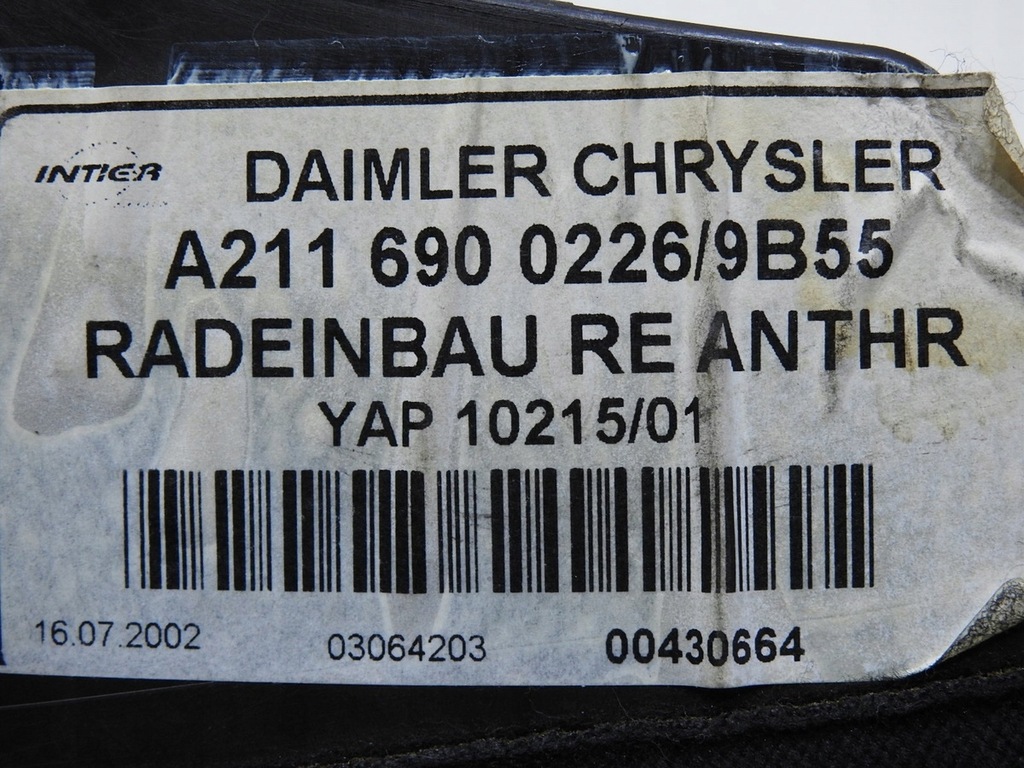 INTIER
DAIMLER CHRYSLER
A211 690 0226/9B55
RADEINBAU RE ANTHR
YAP 10215/01
16.07.2002 03064203 00430664